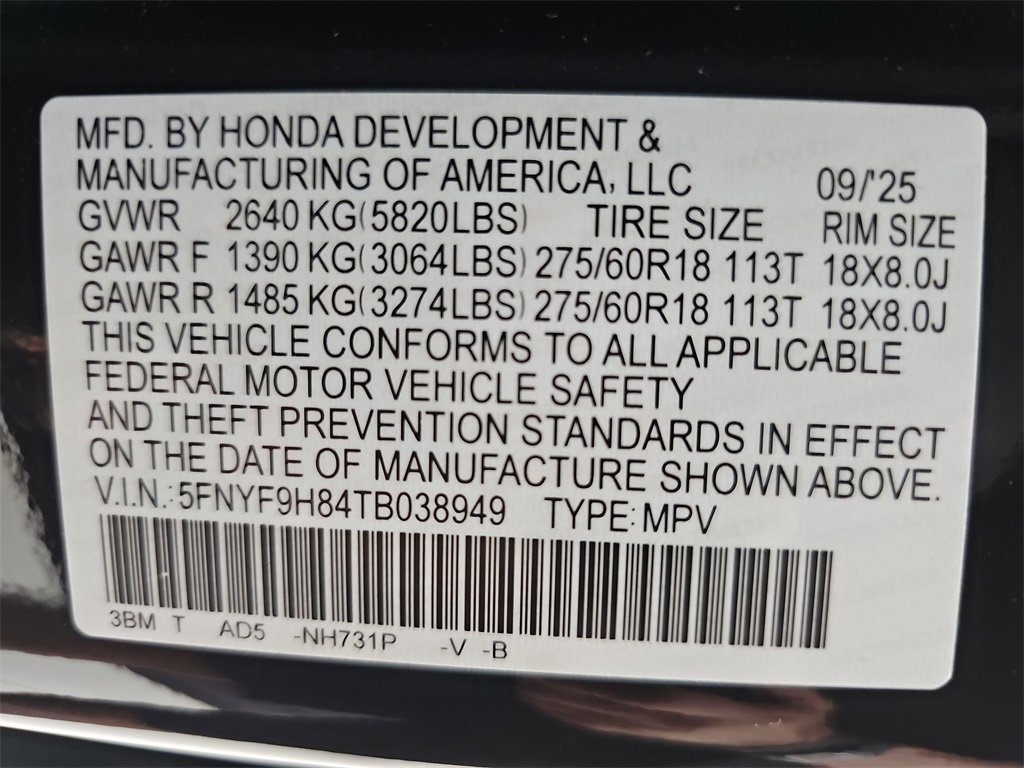 MFD. BY HONDA DEVELOPMENT &
MANUFACTURING OF AMERICA, LLC 09/'25
GVWR 2640 KG(5820LBS) TIRE SIZE RIM SIZE
GAWR F 1390 KG(3064LBS) 275/60R18 113T 18X8.0J
GAWR R 1485 KG(3274LBS) 275/60R18 113T 18X8.0J
THIS VEHICLE CONFORMS TO ALL APPLICABLE
FEDERAL MOTOR VEHICLE SAFETY
AND THEFT PREVENTION STANDARDS IN EFFECT
ON THE DATE OF MANUFACTURE SHOWN ABOVE.
V.I.N.:5FNYF9H84TB038949 TYPE: MPV
3BM T AD5 -NH731P -V -B